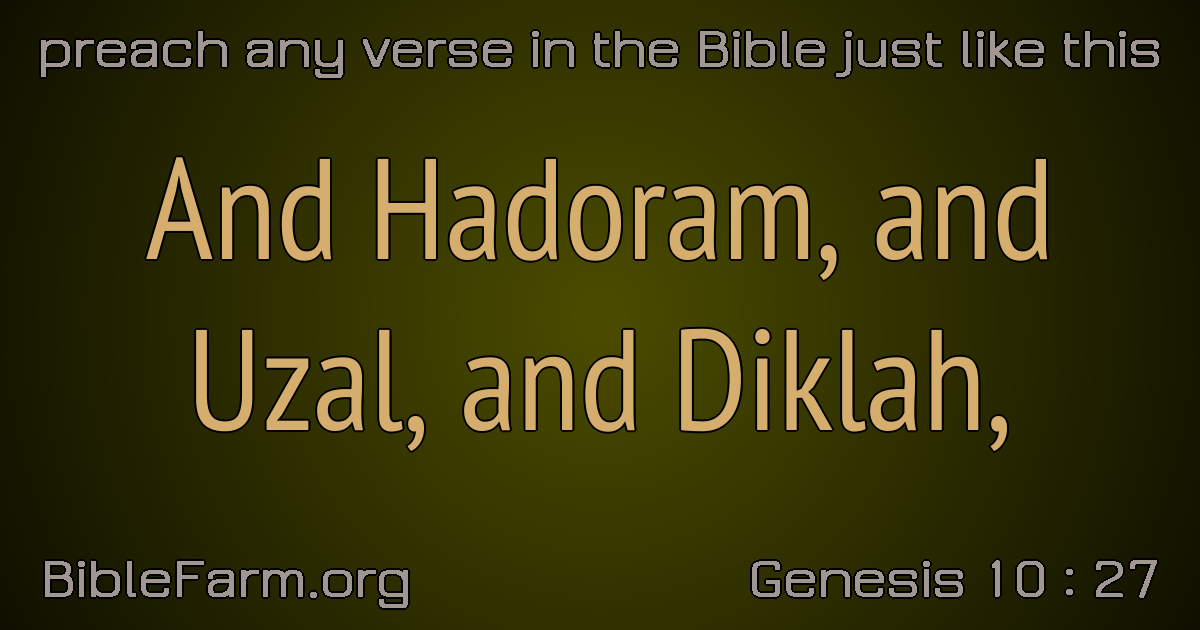 preach any verse in the Bible just like this
And Hadoram, and
Uzal, and Diklah,
BibleFarm.org
Genesis 10 : 27